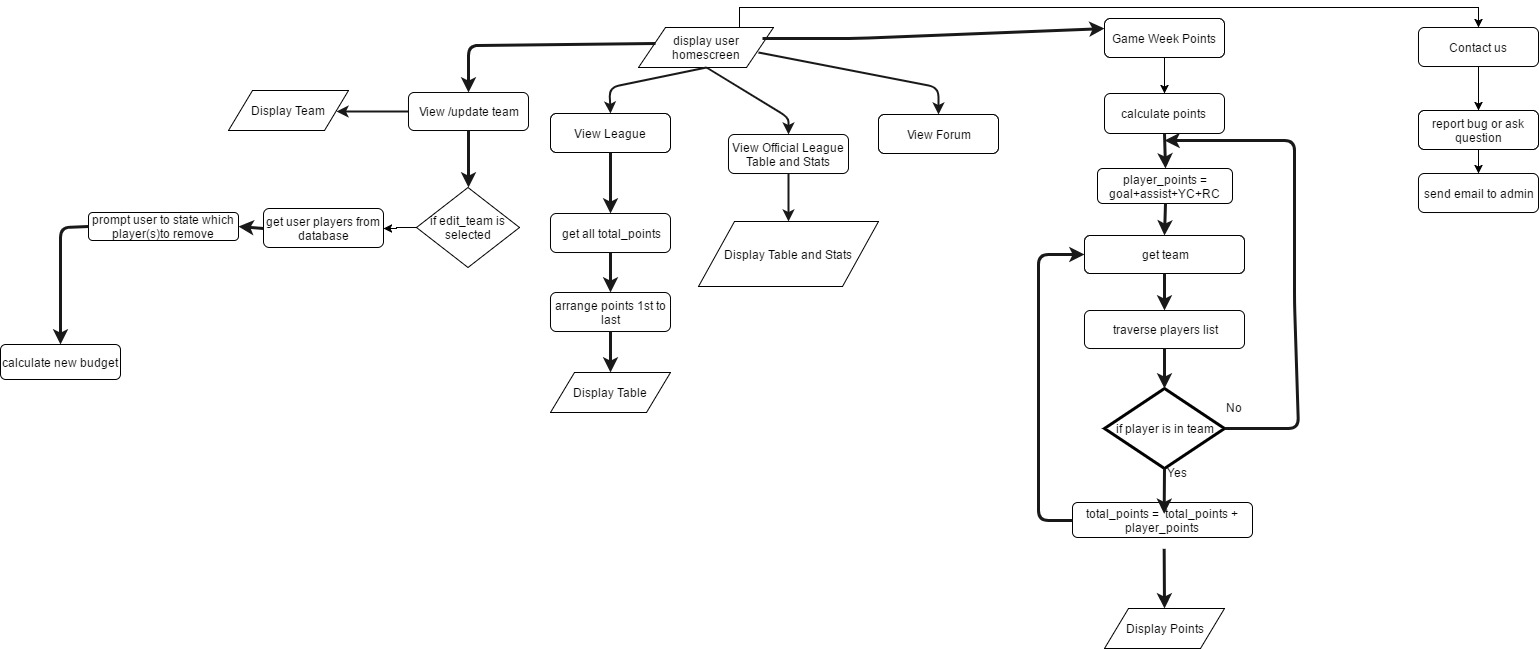 display user
homescreen
Game Week Points
Contact us
Display Team
View /update team
View League
View Official League
Table and Stats
View Forum
calculate points
report bug or ask
question
player_points =
goal+assist+YC+RC
send email to admin
prompt user to state which
player(s)to remove
get user players from
database
if edit_team is
selected
get all total_points
Display Table and Stats
get team
arrange points 1st to
last
traverse players list
calculate new budget
Display Table
No
if player is in team
Yes
total_points = total_points +
player_points
Display Points